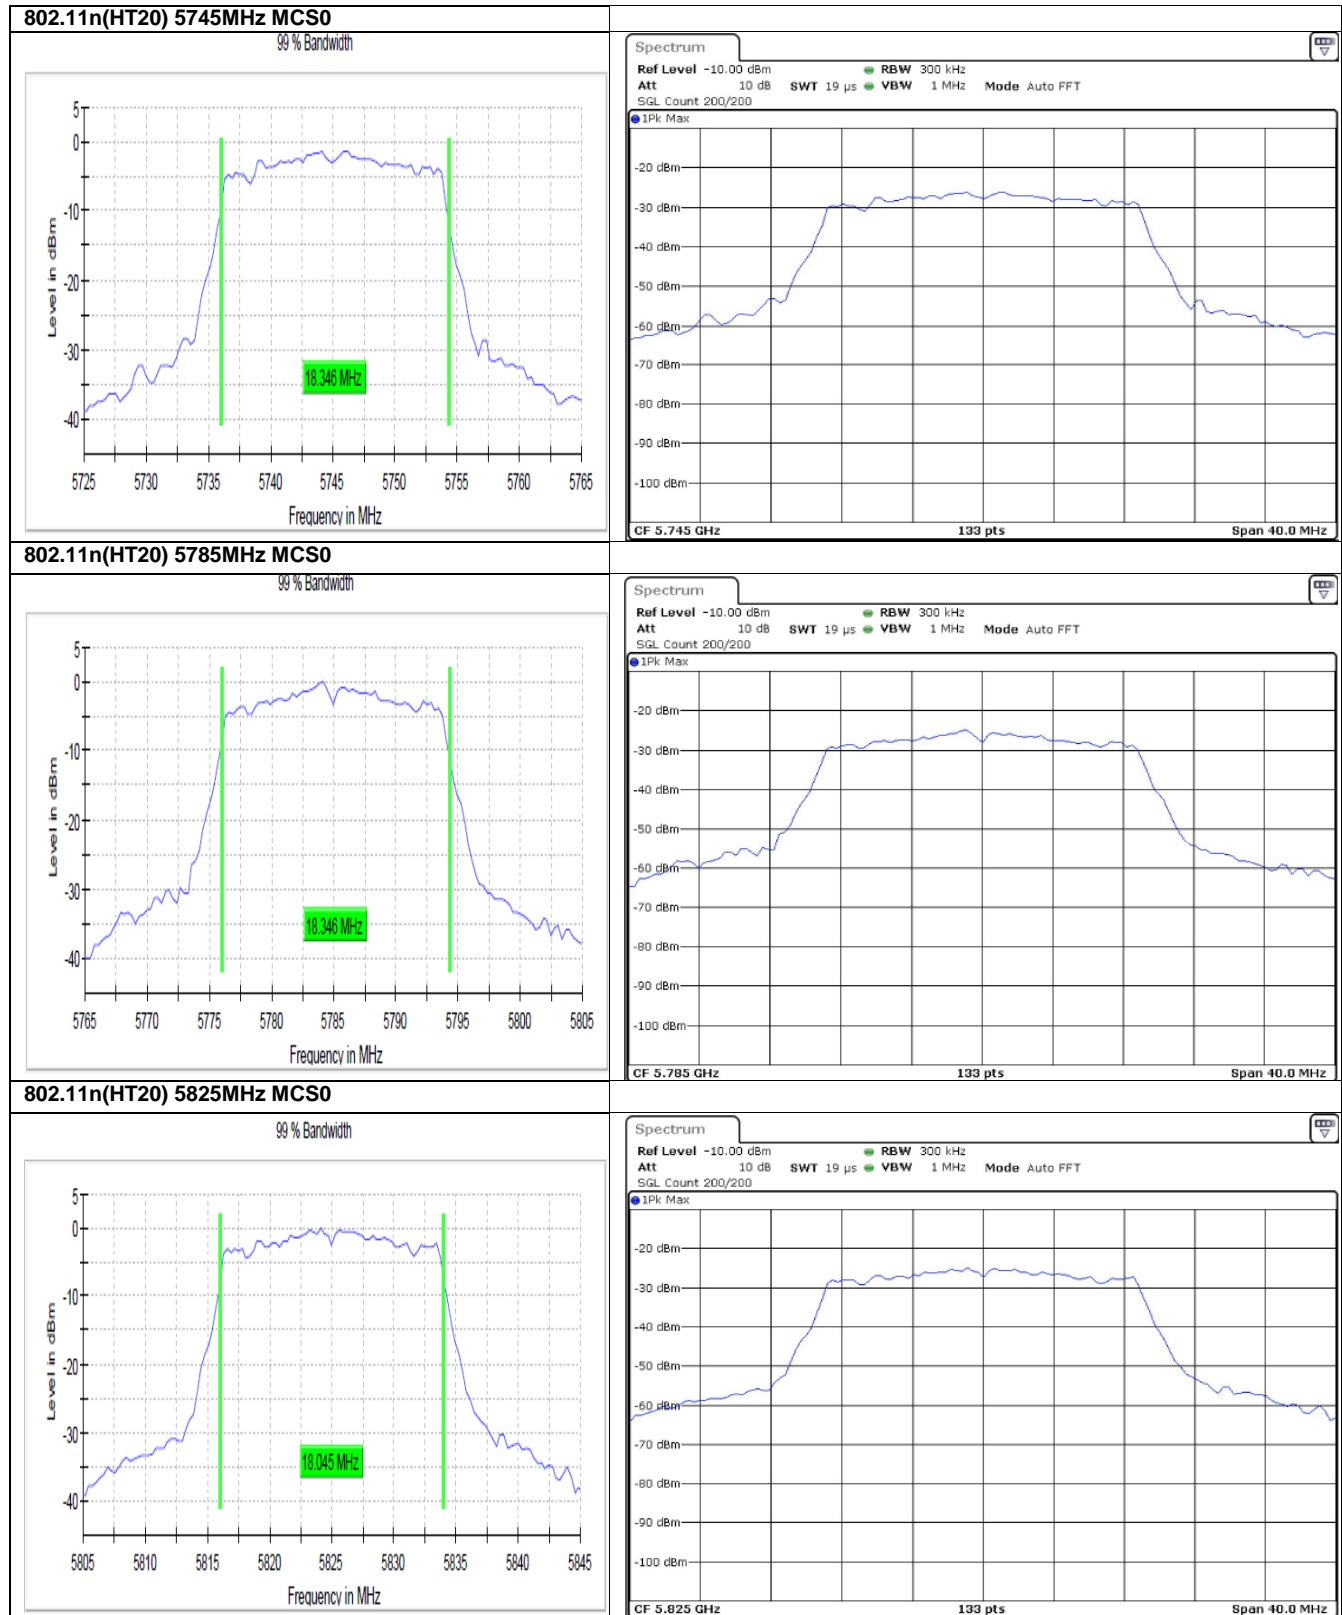 802.11n(HT20) 5745MHz MCS0
99 % Bandwidth
5
0
-10
-20
-30
-40
Level in dBm
18.346 MHz
5725 5730 5735 5740 5745 5750 5755 5760 5765
Frequency in MHz
Spectrum
Ref Level -10.00 dBm RBW 300 kHz
Att 10 dB SWT 19 µs VBW 1 MHz Mode Auto FFT
SGL Count 200/200
1Pk Max
-20 dBm
-30 dBm
-40 dBm
-50 dBm
-60 dBm
-70 dBm
-80 dBm
-90 dBm
-100 dBm
CF 5.745 GHz 133 pts Span 40.0 MHz
802.11n(HT20) 5785MHz MCS0
99 % Bandwidth
5
0
-10
-20
-30
-40
Level in dBm
18.346 MHz
5765 5770 5775 5780 5785 5790 5795 5800 5805
Frequency in MHz
Spectrum
Ref Level -10.00 dBm RBW 300 kHz
Att 10 dB SWT 19 µs VBW 1 MHz Mode Auto FFT
SGL Count 200/200
1Pk Max
-20 dBm
-30 dBm
-40 dBm
-50 dBm
-60 dBm
-70 dBm
-80 dBm
-90 dBm
-100 dBm
CF 5.785 GHz 133 pts Span 40.0 MHz
802.11n(HT20) 5825MHz MCS0
99 % Bandwidth
5
0
-10
-20
-30
-40
Level in dBm
18.045 MHz
5805 5810 5815 5820 5825 5830 5835 5840 5845
Frequency in MHz
Spectrum
Ref Level -10.00 dBm RBW 300 kHz
Att 10 dB SWT 19 µs VBW 1 MHz Mode Auto FFT
SGL Count 200/200
1Pk Max
-20 dBm
-30 dBm
-40 dBm
-50 dBm
-60 dBm
-70 dBm
-80 dBm
-90 dBm
-100 dBm
CF 5.825 GHz 133 pts Span 40.0 MHz